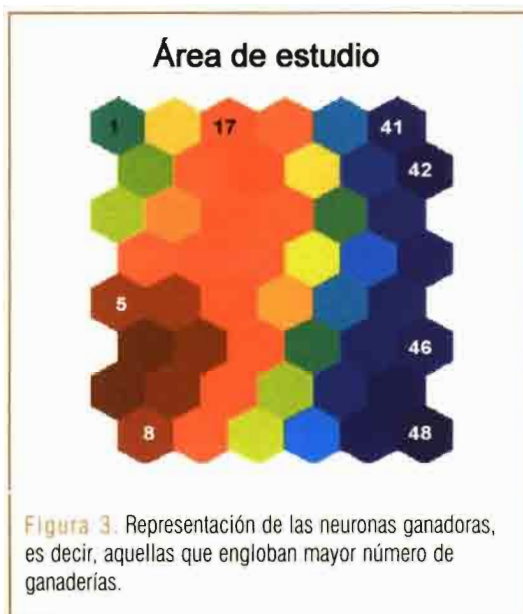 Área de estudio
1 17 41
42
5
46
8 48
Figura 3. Representación de las neuronas ganadoras,
es decir, aquellas que engloban mayor número de
ganaderías.